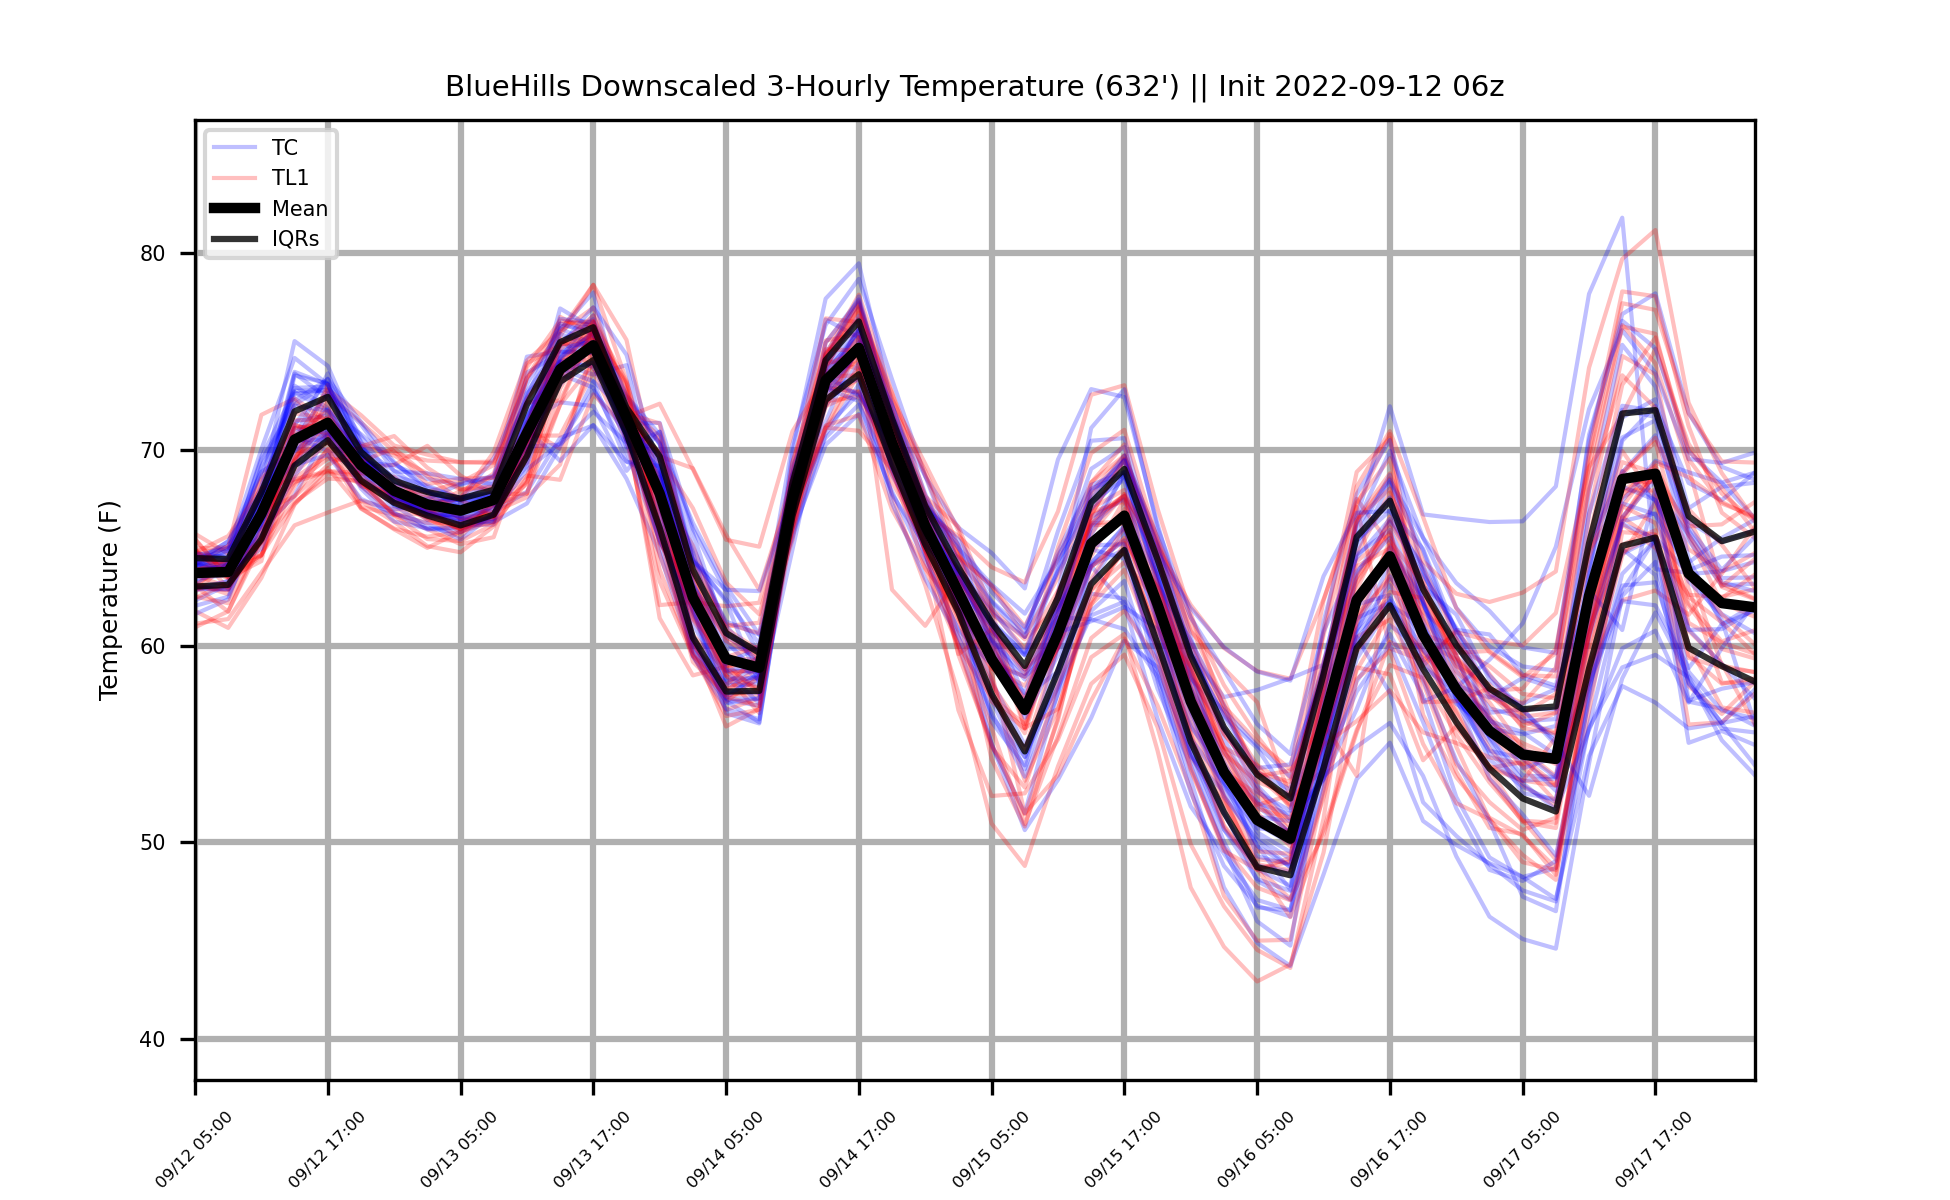 BlueHills Downscaled 3-Hourly Temperature (632') || Init 2022-09-12 06z
TC
TL1
Mean
IQRs
Temperature (F)
80
70
60
50
40
09/12 05:00
09/12 17:00
09/13 05:00
09/13 17:00
09/14 05:00
09/14 17:00
09/15 05:00
09/15 17:00
09/16 05:00
09/16 17:00
09/17 05:00
09/17 17:00